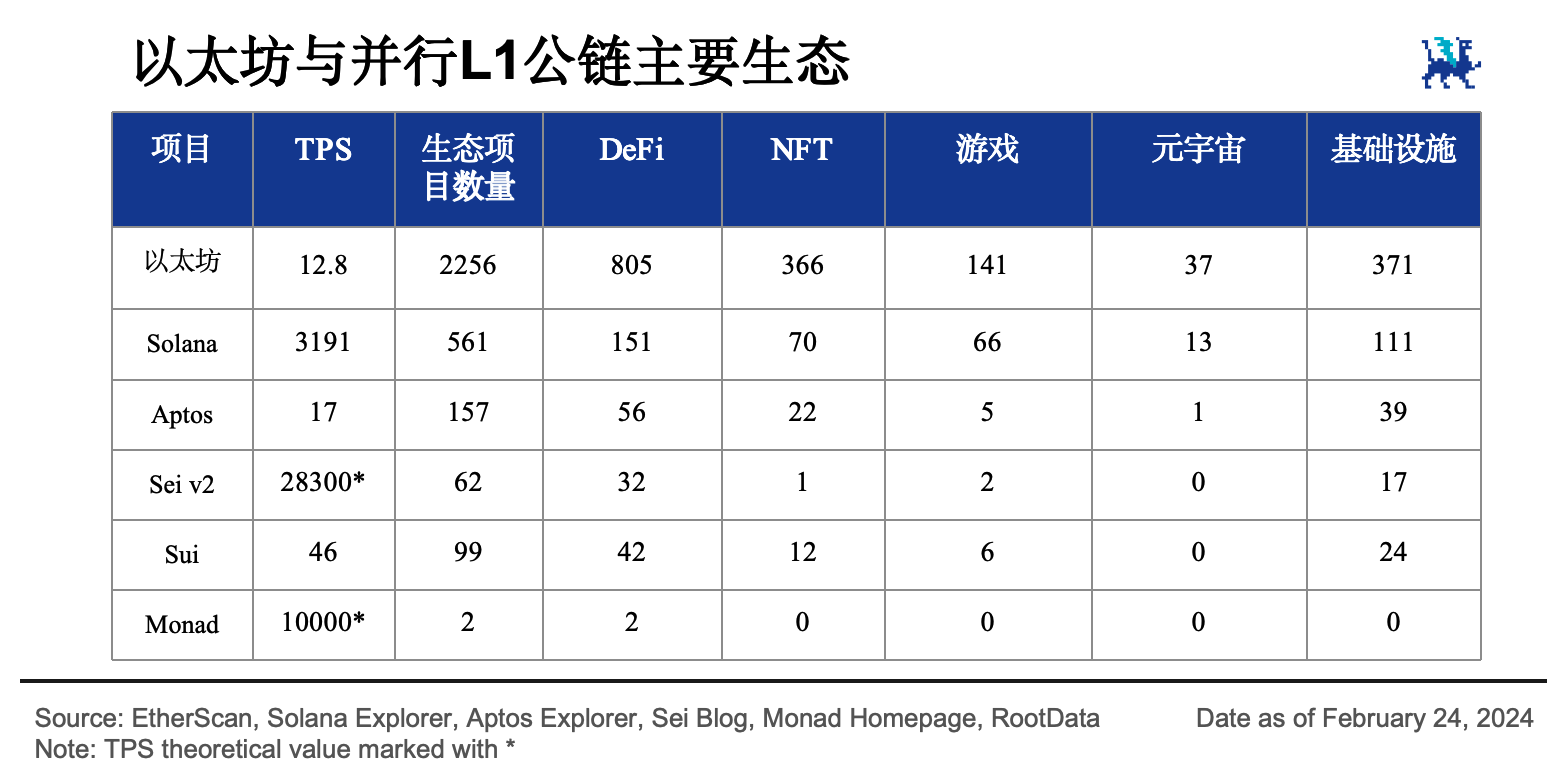 以太坊与并行L1公链主要生态
项目 TPS 生态项目数量 DeFi NFT 游戏 元宇宙 基础设施
以太坊 12.8 2256 805 366 141 37 371
Solana 3191 561 151 70 66 13 111
Aptos 17 157 56 22 5 1 39
Sei v2 28300* 62 32 1 2 0 17
Sui 46 99 42 12 6 0 24
Monad 10000* 2 2 0 0 0 0
Source: EtherScan, Solana Explorer, Aptos Explorer, Sei Blog, Monad Homepage, RootData Date as of February 24, 2024
Note: TPS theoretical value marked with *